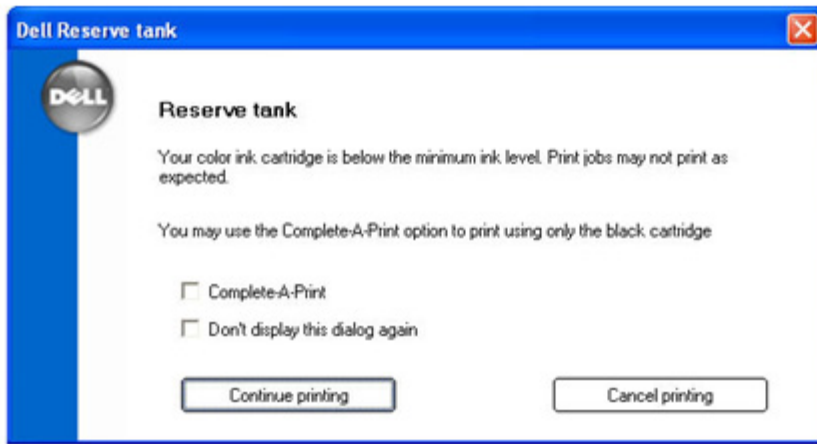 Dell Reserve tank
DELL
Reserve tank
Your color ink cartridge is below the minimum ink level. Print jobs may not print as
expected.
You may use the Complete-A-Print option to print using only the black cartridge
Complete-A-Print
Don't display this dialog again
Continue printing
Cancel printing